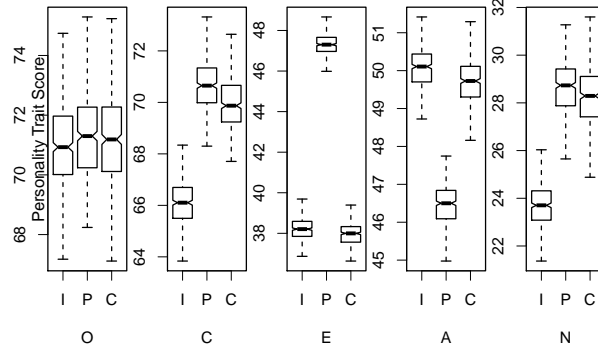 Personality Trait Score
68 70 72 74
I P C
O
64 66 68 70 72
I P C
C
38 40 42 44 46 48
I P C
E
45 46 47 48 49 50 51
I P C
A
22 24 26 28 30 32
I P C
N